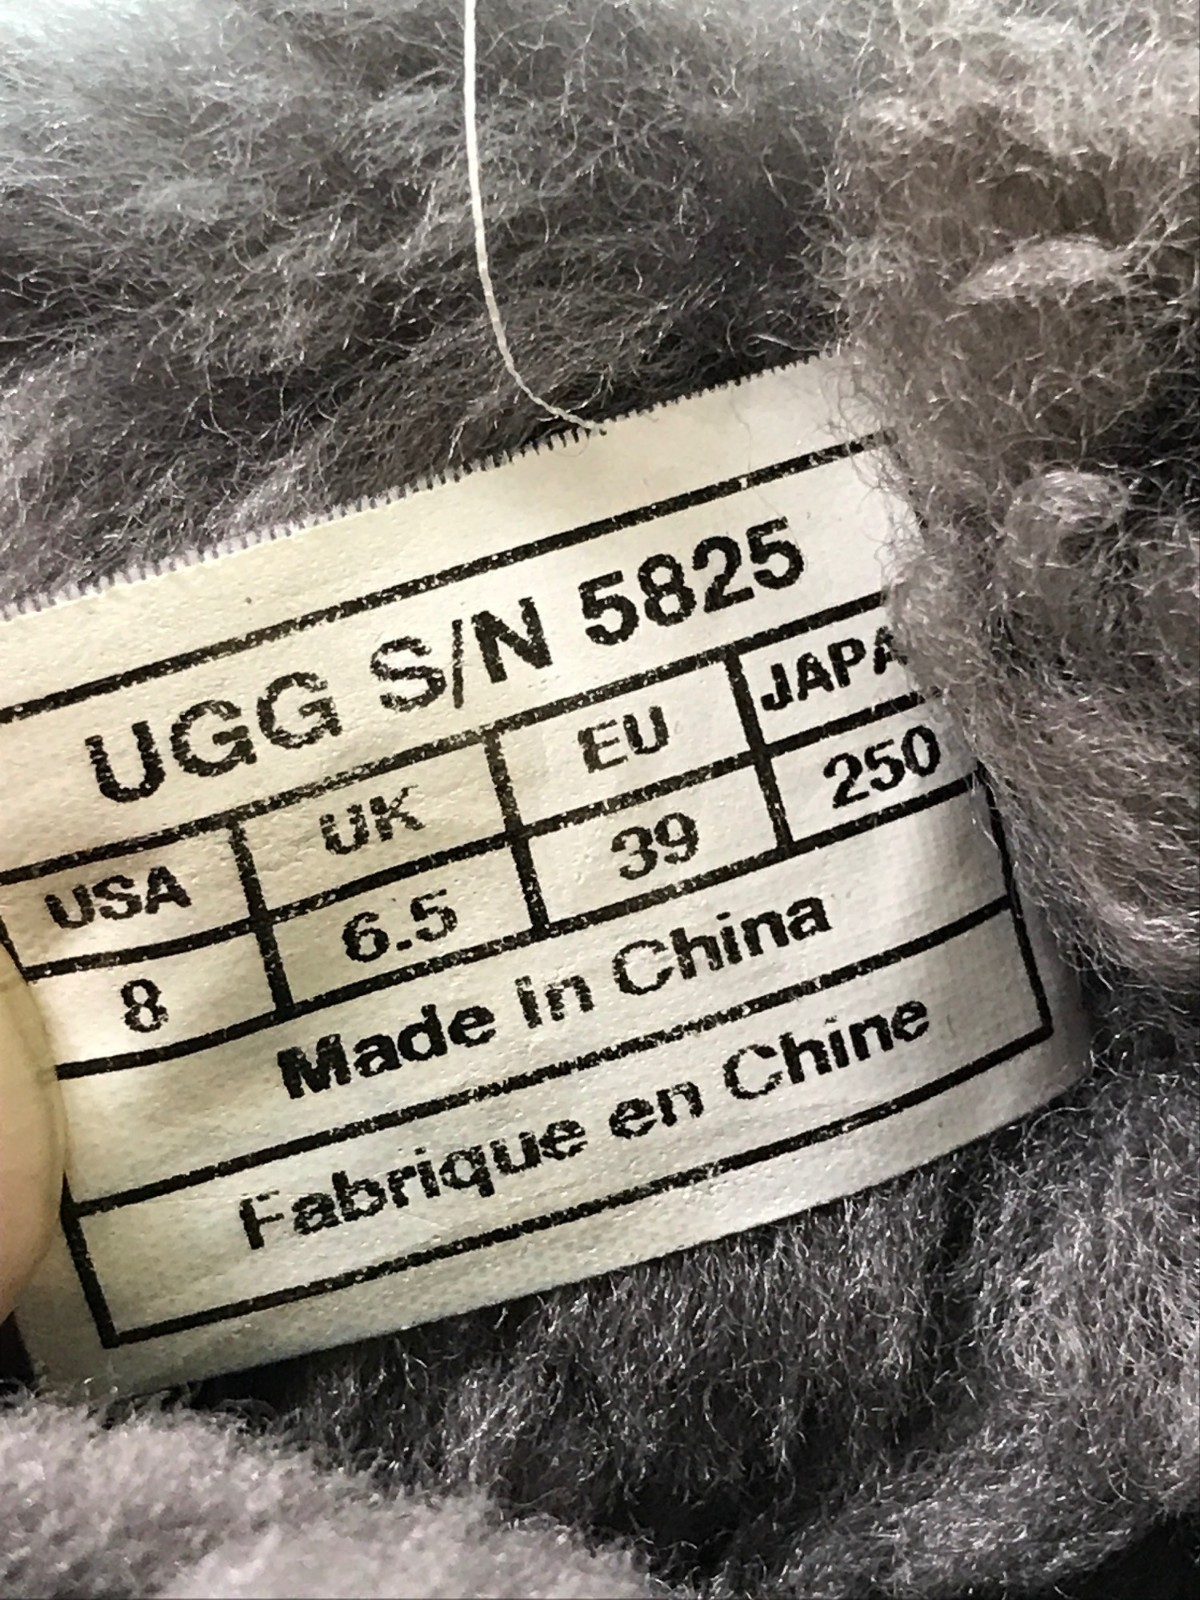 UGG S/N 5825
USA UK EU JAPA
8 6.5 39 250
Made in China
Fabrique en Chine